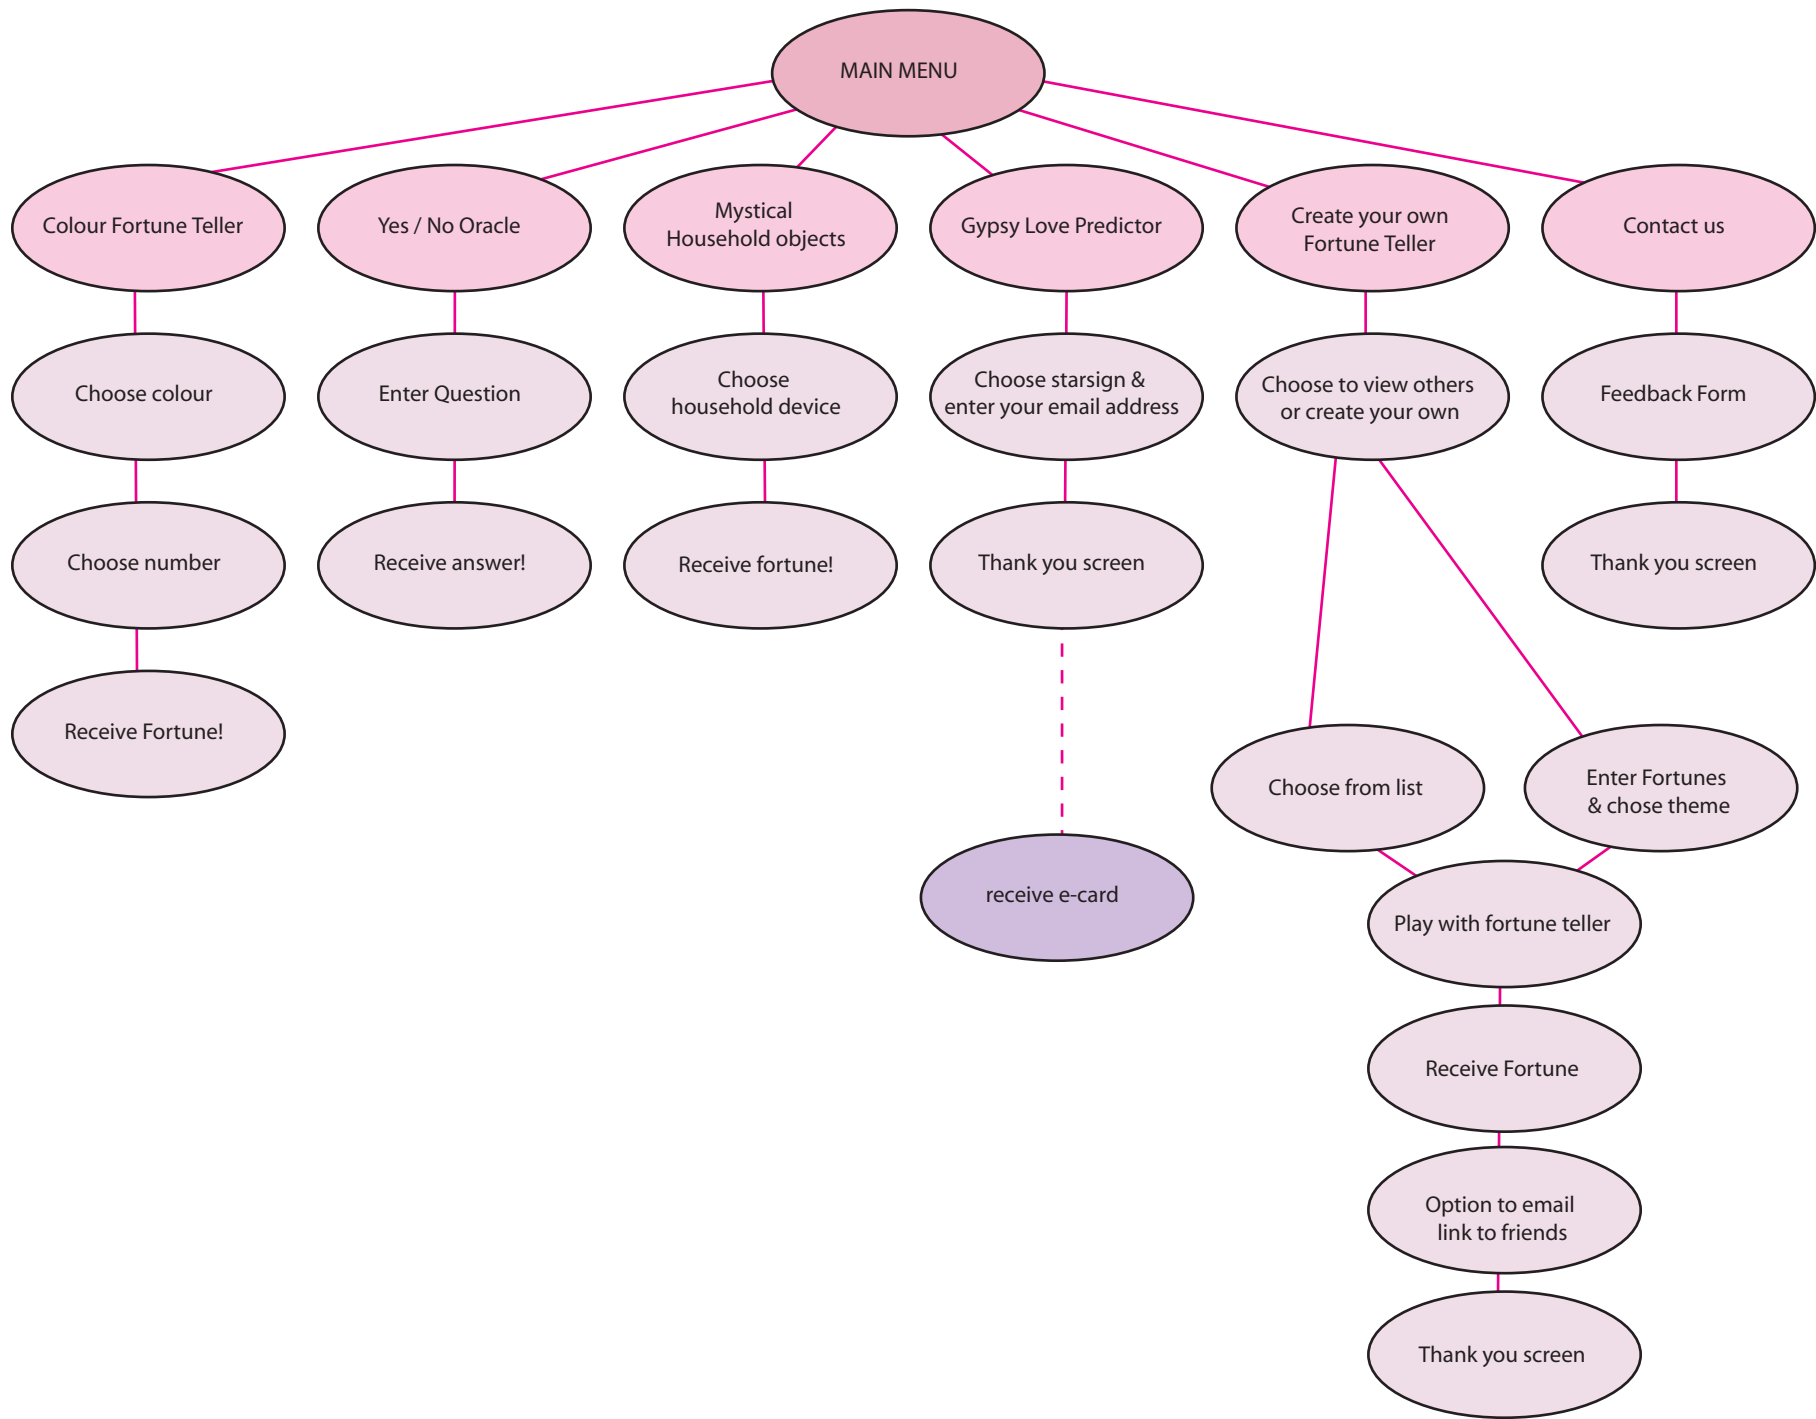 MAIN MENU
Colour Fortune Teller
Yes / No Oracle
Mystical
Household objects
Gypsy Love Predictor
Create your own
Fortune Teller
Contact us
Choose colour
Enter Question
Choose
household device
Choose starsign &
enter your email address
Choose to view others
or create your own
Feedback Form
Choose number
Receive answer!
Receive fortune!
Thank you screen
Thank you screen
Receive Fortune!
Choose from list
Enter Fortunes
& chose theme
receive e-card
Play with fortune teller
Receive Fortune
Option to email
link to friends
Thank you screen